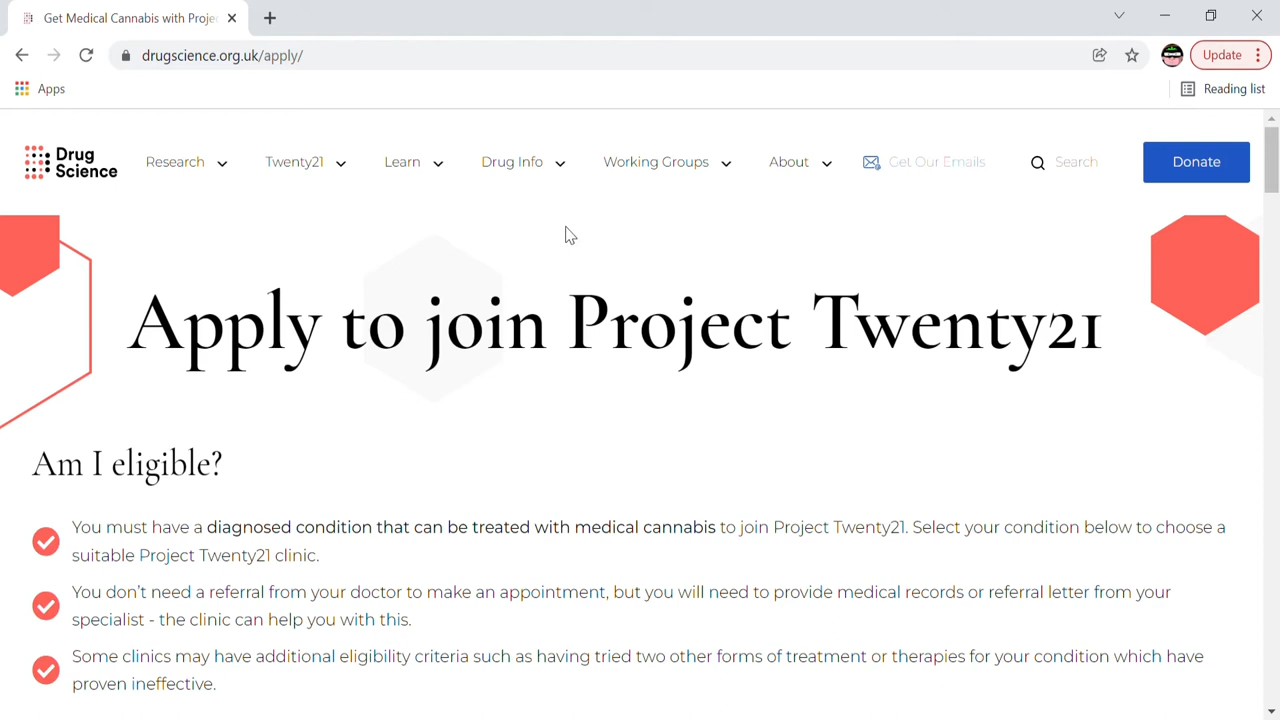 Get Medical Cannabis with Proje
drugscience.org.uk/apply/
Update
Apps
Reading list
Drug
Science
Research
Twenty21
Learn
Drug Info
Working Groups
About
Get Our Emails
Search
Donate
Apply to join Project Twenty21
Am I eligible?
You must have a diagnosed condition that can be treated with medical cannabis to join Project Twenty21. Select your condition below to choose a
suitable Project Twenty21 clinic.
You don't need a referral from your doctor to make an appointment, but you will need to provide medical records or referral letter from your
specialist - the clinic can help you with this.
Some clinics may have additional eligibility criteria such as having tried two other forms of treatment or therapies for your condition which have
proven ineffective.